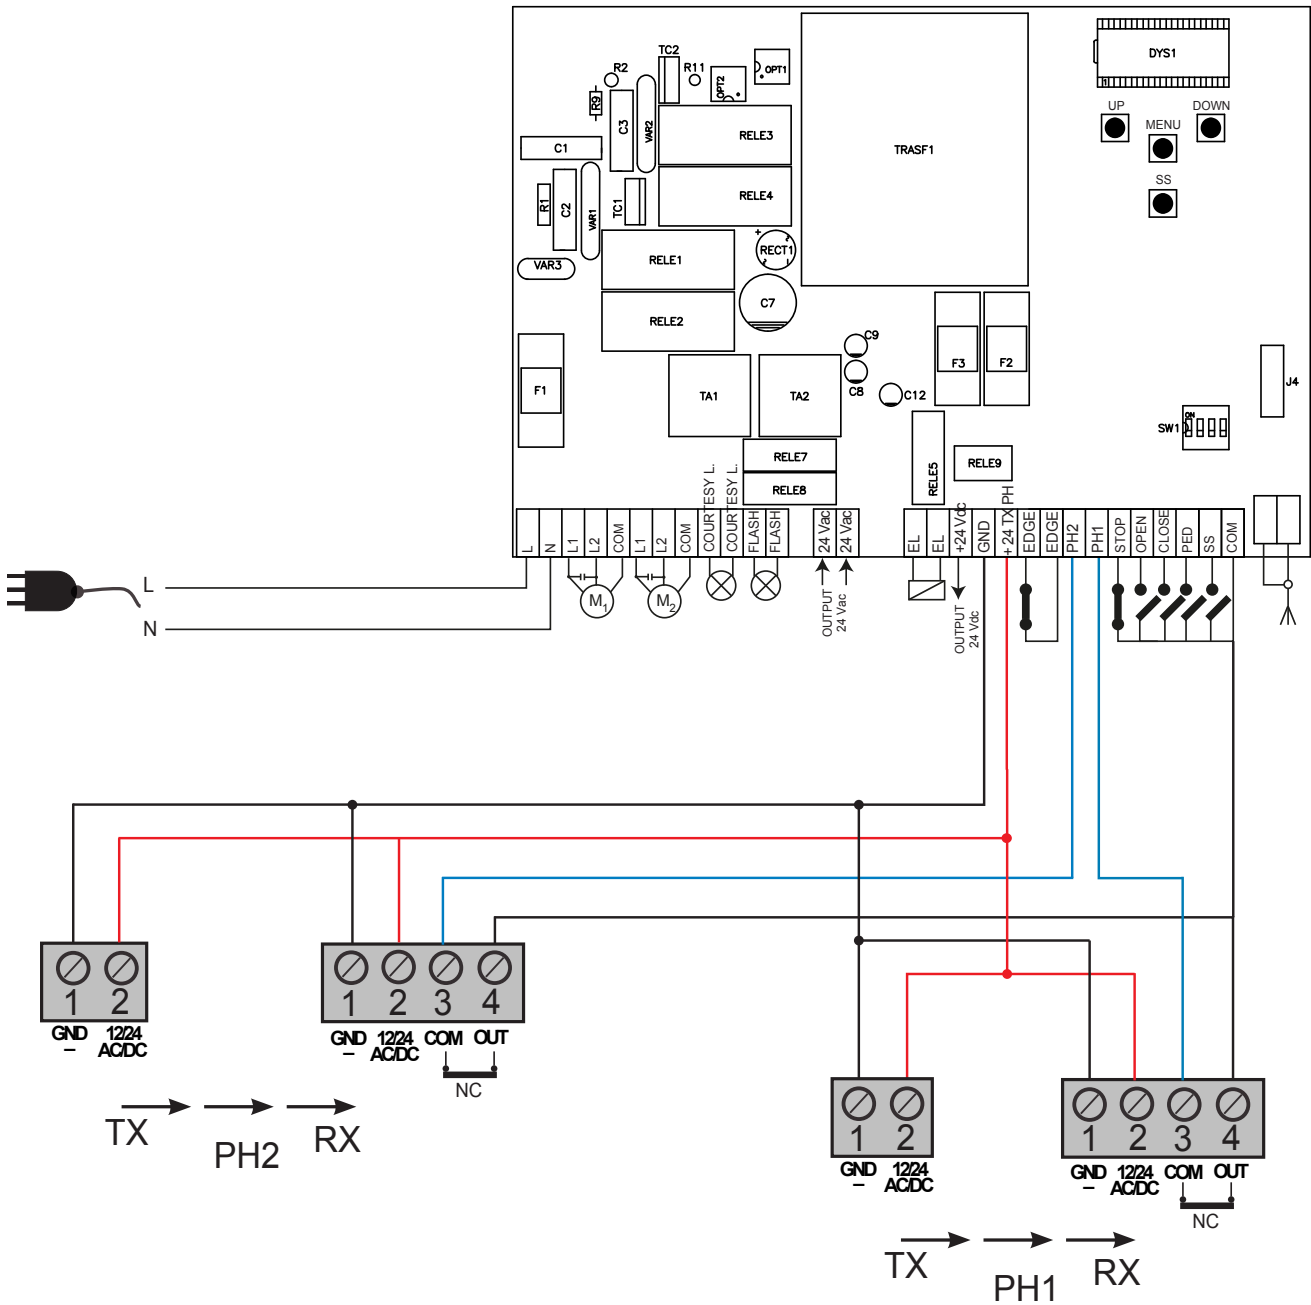 TC2
R2
R11
OPT1
OPT2
DYS1
1
R9
C3
VAR2
RELE3
TRASF1
UP
DOWN
MENU
SS
C1
RELE4
R1
C2
VAR1
TC1
+
RECT1
VAR3
RELE1
C7
RELE2
C9
C8
C12
F3
F2
F1
TA1
TA2
J4
SW1
ON
RELE7
RELE8
RELE5
RELE9
L
N
L1
L2
COM
L1
L2
COM
COURTESY L.
COURTESY L.
FLASH
FLASH
24 Vac
24 Vac
EL
EL
+24 Vdc
GND
+ 24 TX PH
EDGE
EDGE
PH2
PH1
STOP
OPEN
CLOSE
PED
SS
COM
L
N
M1
M2
OUTPUT
24 Vac
OUTPUT
24 Vdc
1 2
GND 12/24
– AC/DC
1 2 3 4
GND 12/24 COM OUT
– AC/DC
NC
TX PH2 RX
1 2
GND 12/24
– AC/DC
1 2 3 4
GND 12/24 COM OUT
– AC/DC
NC
TX PH1 RX